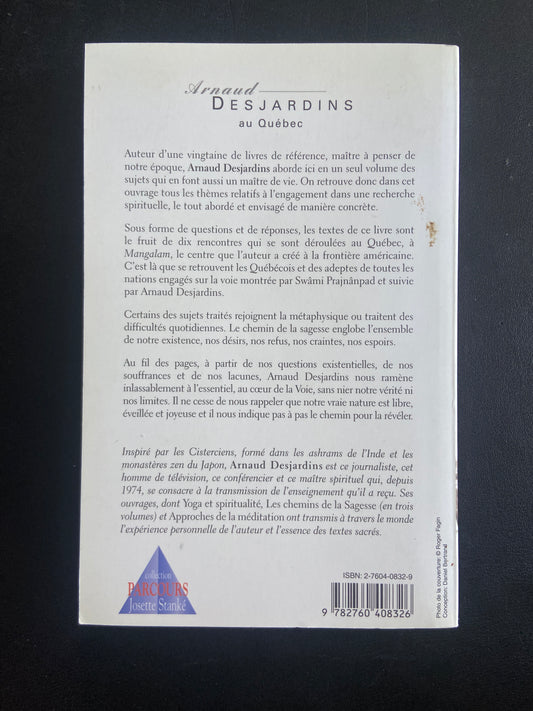 Arnaud
DESJARDINS
au Québec
Auteur d'une vingtaine de livres de référence, maître à penser de
notre époque, Arnaud Desjardins aborde ici en un seul volume des
sujets qui en font aussi un maître de vie. On retrouve donc dans cet
ouvrage tous les thèmes relatifs à l'engagement dans une recherche
spirituelle, le tout abordé et envisagé de manière concrète.
Sous forme de questions et de réponses, les textes de ce livre sont
le fruit de dix rencontres qui se sont déroulées au Québec, à
Mangalam, le centre que l'auteur a créé à la frontière américaine.
C'est là que se retrouvent les Québécois et des adeptes de toutes les
nations engagés sur la voie montrée par Swâmi Prajnânpad et suivie
par Arnaud Desjardins.
Certains des sujets traités rejoignent la métaphysique ou traitent des
difficultés quotidiennes. Le chemin de la sagesse englobe l'ensemble
de notre existence, nos désirs, nos refus, nos craintes, nos espoirs.
Au fil des pages, à partir de nos questions existentielles, de nos
souffrances et de nos lacunes, Arnaud Desjardins nous ramène
inlassablement à l'essentiel, au cœur de la Voie, sans nier notre vérité ni
nos limites. Il ne cesse de nous rappeler que notre vraie nature est libre,
éveillée et joyeuse et il nous indique pas à pas le chemin pour la révéler.
Inspiré par les Cisterciens, formé dans les ashrams de l'Inde et les
monastères zen du Japon, Arnaud Desjardins est ce journaliste, cet
homme de télévision, ce conférencier et ce maître spirituel qui, depuis
1974, se consacre à la transmission de l'enseignement qu'il a reçu. Ses
ouvrages, dont Yoga et spiritualité, Les chemins de la Sagesse (en trois
volumes) et Approches de la méditation ont transmis à travers le monde
l'expérience personnelle de l'auteur et l'essence des textes sacrés.
collection
PARCOURS
Josette Stanké
ISBN: 2-7604-0832-9
9 782760 408326
Photo de la couverture: © Roger Fagin
Conception: Daniel Bertrand